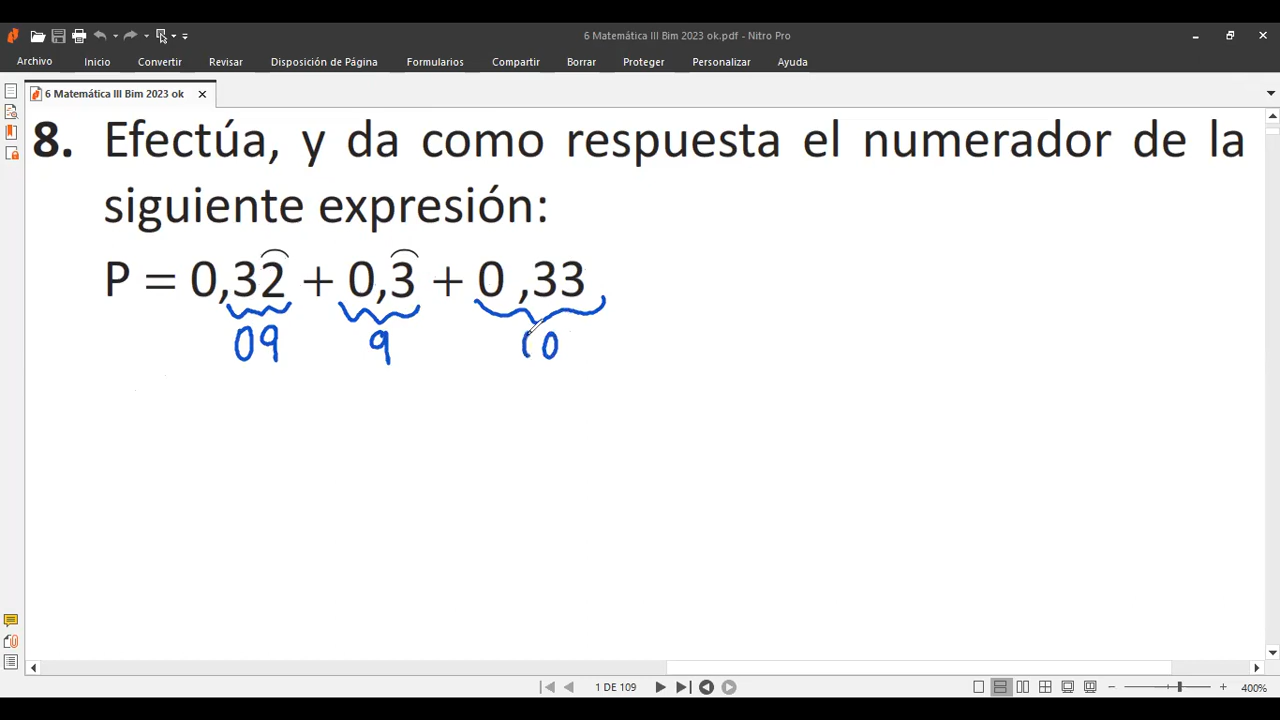 6 Matemática III Bim 2023 ok.pdf - Nitro Pro
Archivo Inicio Convertir Revisar Disposición de Página Formularios Compartir Borrar Proteger Personalizar Ayuda
6 Matemática III Bim 2023 ok
8. Efectúa, y da como respuesta el numerador de la
siguiente expresión:
P = 0,32̑ + 0,3̑ + 0 ,33
09 9 10
1 DE 109
400%